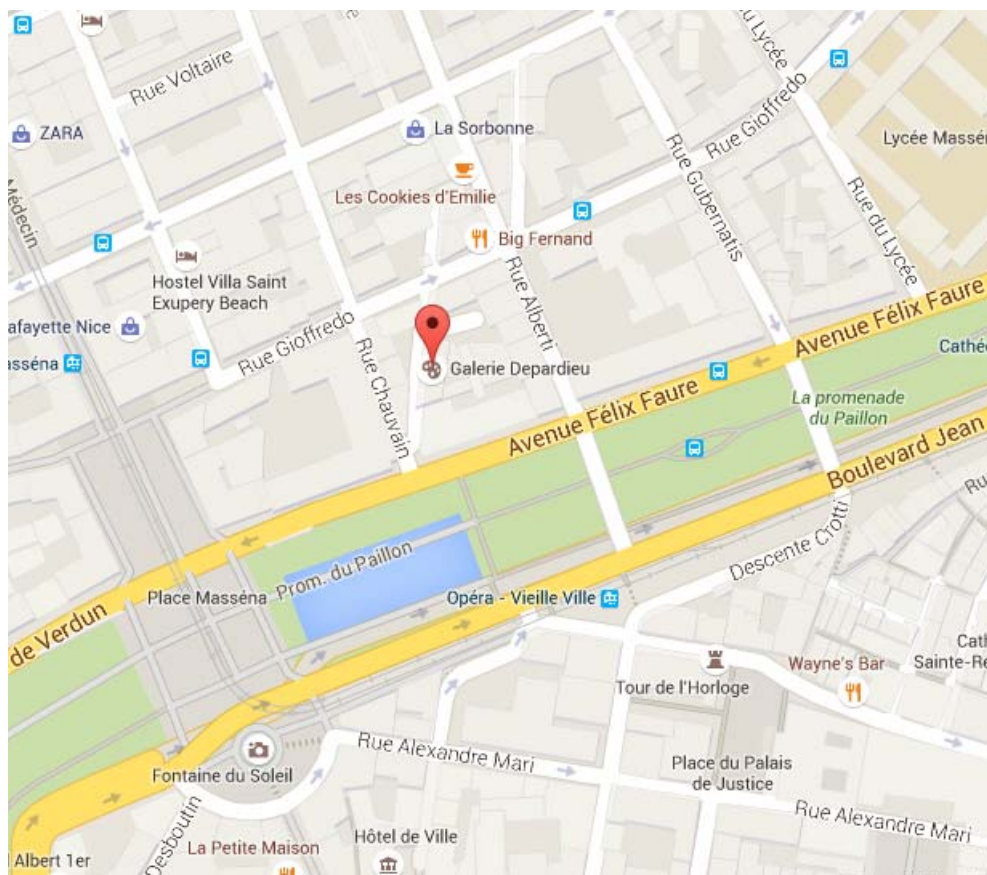 Rue Voltaire
du Lycée
ZARA
La Sorbonne
Rue Gioffredo
Lycée Massén
Médecin
Les Cookies d'Emilie
Rue Gubernatis
Rue du Lycée
Big Fernand
Hostel Villa Saint
Exupery Beach
Rue Alberti
afayette Nice
Rue Gioffredo
Avenue Félix Faure
asséna
Rue Chauvain
Galerie Depardieu
Cathé
La promenade
du Paillon
Avenue Félix Faure
Boulevard Jean
Prom. du Paillon
Descente Crotti
Place Masséna
Opéra - Vieille Ville
de Verdun
Tour de l'Horloge
Wayne's Bar
Cath
Sainte-Re
Rue Alexandre Mari
Fontaine du Soleil
Place du Palais
de Justice
Rue Alexandre Mari
Desboutin
La Petite Maison
Hôtel de Ville
Albert 1er